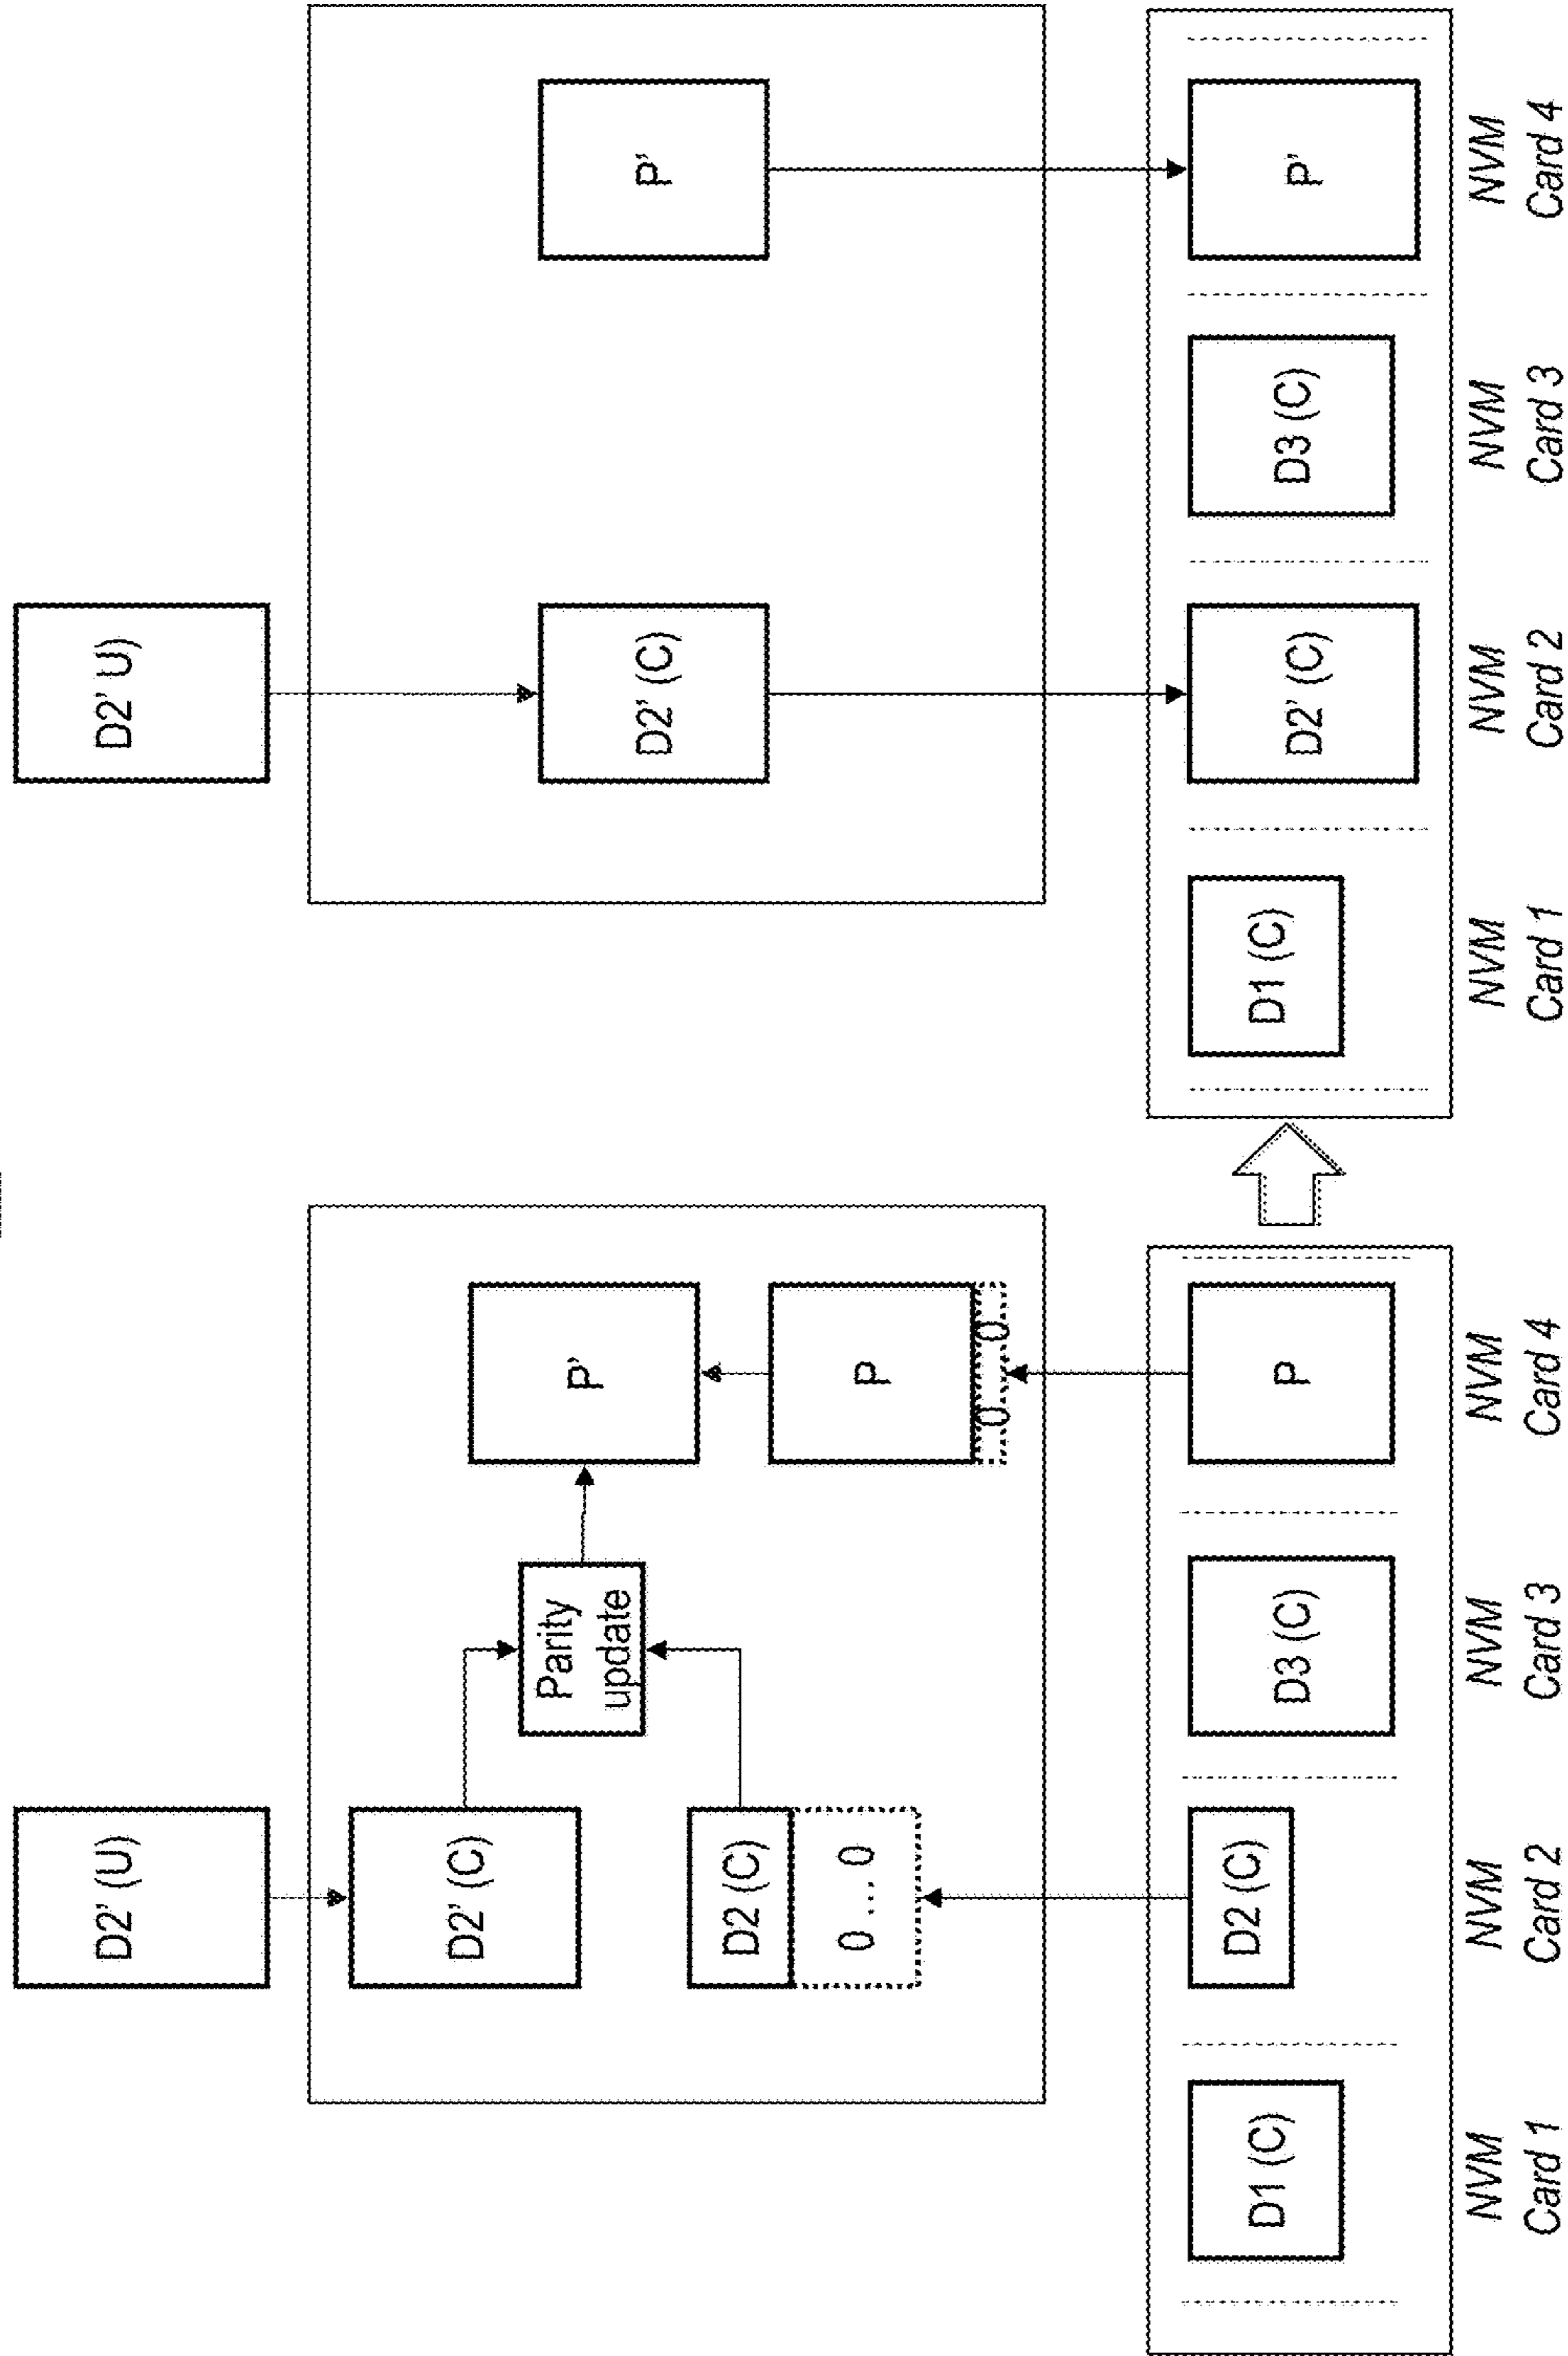 D2' (U)
D2' (C)
Parity
update
P'
D2 (C)
0 ... 0
P
0 0
D1 (C)
D2 (C)
D3 (C)
P
NVM
Card 1
NVM
Card 2
NVM
Card 3
NVM
Card 4
D2' U)
D2' (C)
P'
D1 (C)
D2' (C)
D3 (C)
P'
NVM
Card 1
NVM
Card 2
NVM
Card 3
NVM
Card 4